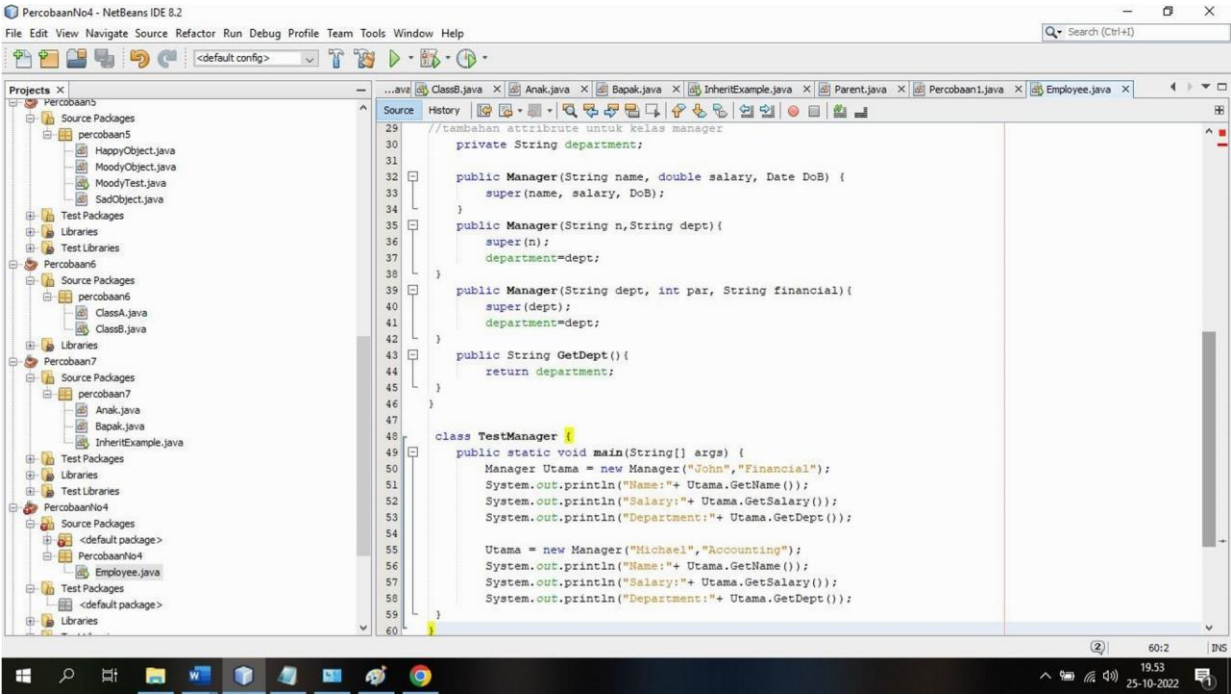 PercobaanNo4 - NetBeans IDE 8.2
File Edit View Navigate Source Refactor Run Debug Profile Team Tools Window Help
Search (Ctrl+I)
<default config>
Projects
...ava ClassB.java Anak.java Bapak.java InheritExample.java Parent.java Percobaan1.java Employee.java
Source History
Percobaan5
Source Packages
percobaan5
HappyObject.java
MoodyObject.java
MoodyTest.java
SadObject.java
Test Packages
Libraries
Test Libraries
Percobaan6
Source Packages
percobaan6
ClassA.java
ClassB.java
Libraries
Percobaan7
Source Packages
percobaan7
Anak.java
Bapak.java
InheritExample.java
Test Packages
Libraries
Test Libraries
PercobaanNo4
Source Packages
<default package>
PercobaanNo4
Employee.java
Test Packages
<default package>
Libraries
29 //tambahan attribrute untuk kelas manager
30 private String department;
31
32 public Manager(String name, double salary, Date DoB) {
33 super(name, salary, DoB);
34 }
35 public Manager(String n,String dept){
36 super(n);
37 department=dept;
38 }
39 public Manager(String dept, int par, String financial){
40 super(dept);
41 department=dept;
42 }
43 public String GetDept(){
44 return department;
45 }
46 }
47
48 class TestManager {
49 public static void main(String[] args) {
50 Manager Utama = new Manager("John","Financial");
51 System.out.println("Name:"+ Utama.GetName());
52 System.out.println("Salary:"+ Utama.GetSalary());
53 System.out.println("Department:"+ Utama.GetDept());
54
55 Utama = new Manager("Michael","Accounting");
56 System.out.println("Name:"+ Utama.GetName());
57 System.out.println("Salary:"+ Utama.GetSalary());
58 System.out.println("Department:"+ Utama.GetDept());
59 }
60 }
2 60:2 INS
19.53
25-10-2022